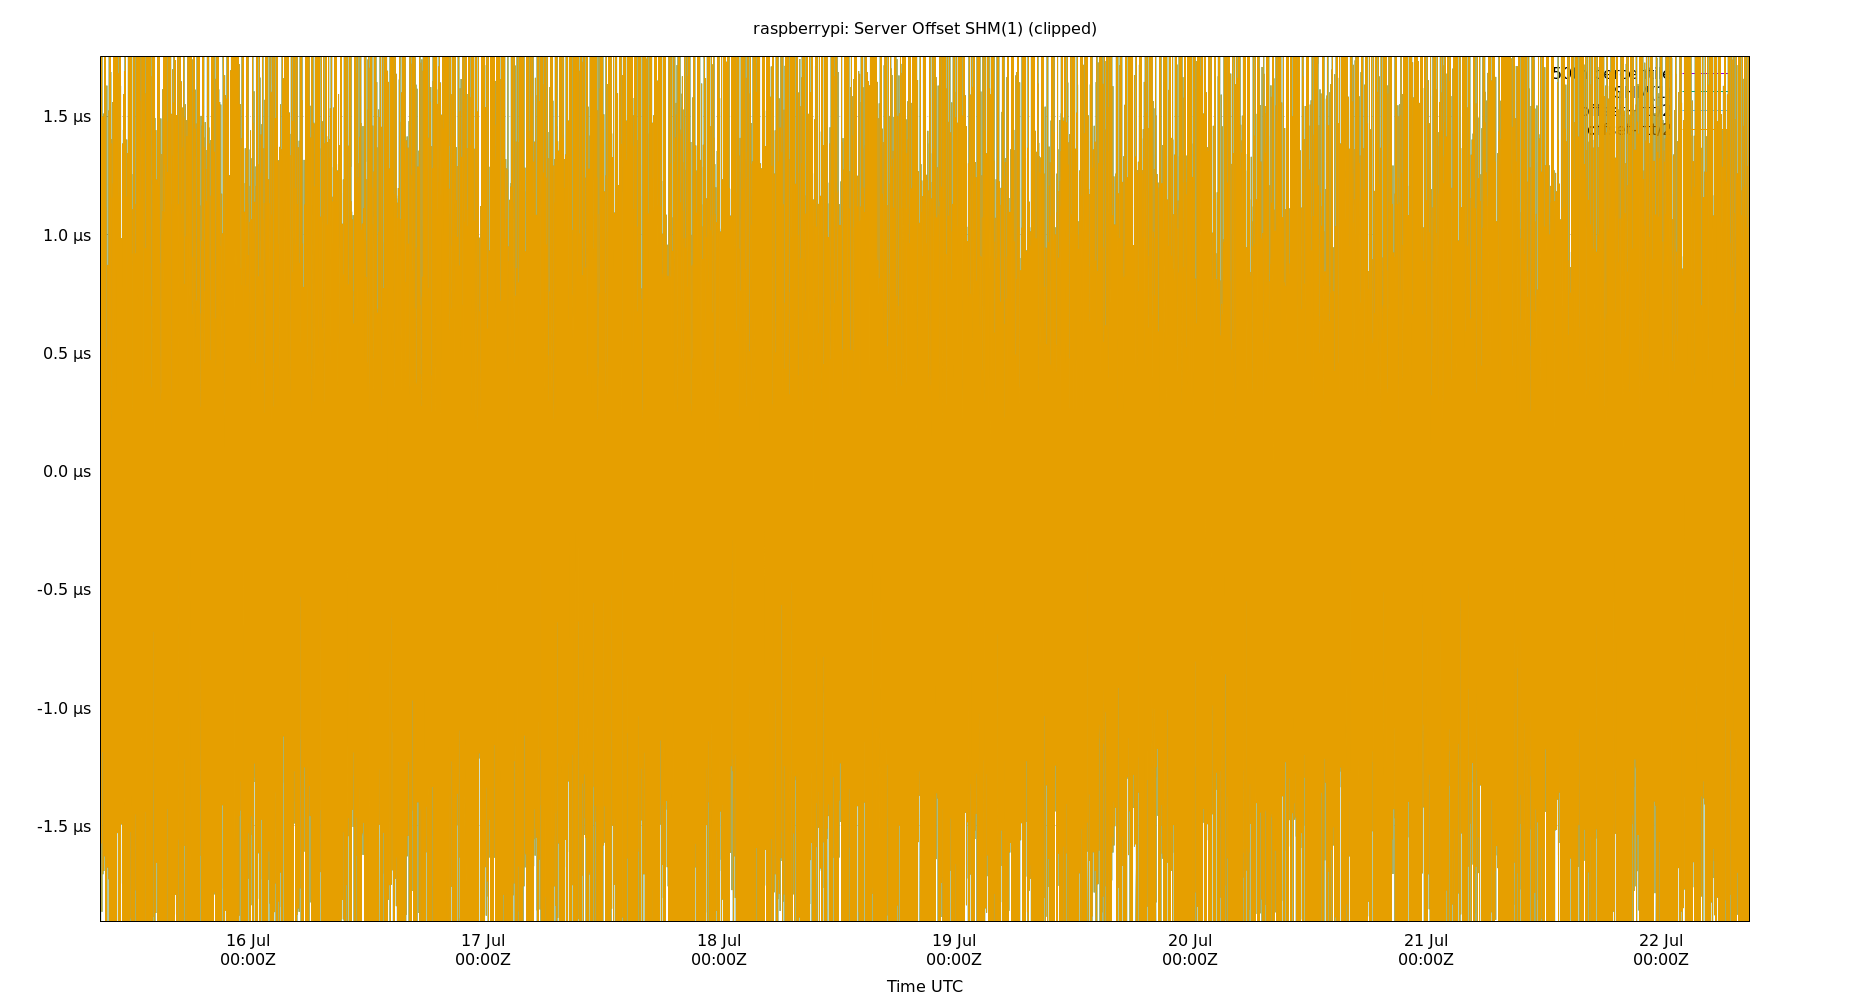 raspberrypi: Server Offset SHM(1) (clipped)
1.5 µs
1.0 µs
0.5 µs
0.0 µs
-0.5 µs
-1.0 µs
-1.5 µs
16 Jul 17 Jul 18 Jul 19 Jul 20 Jul 21 Jul 22 Jul
00:00Z 00:00Z 00:00Z 00:00Z 00:00Z 00:00Z 00:00Z
Time UTC